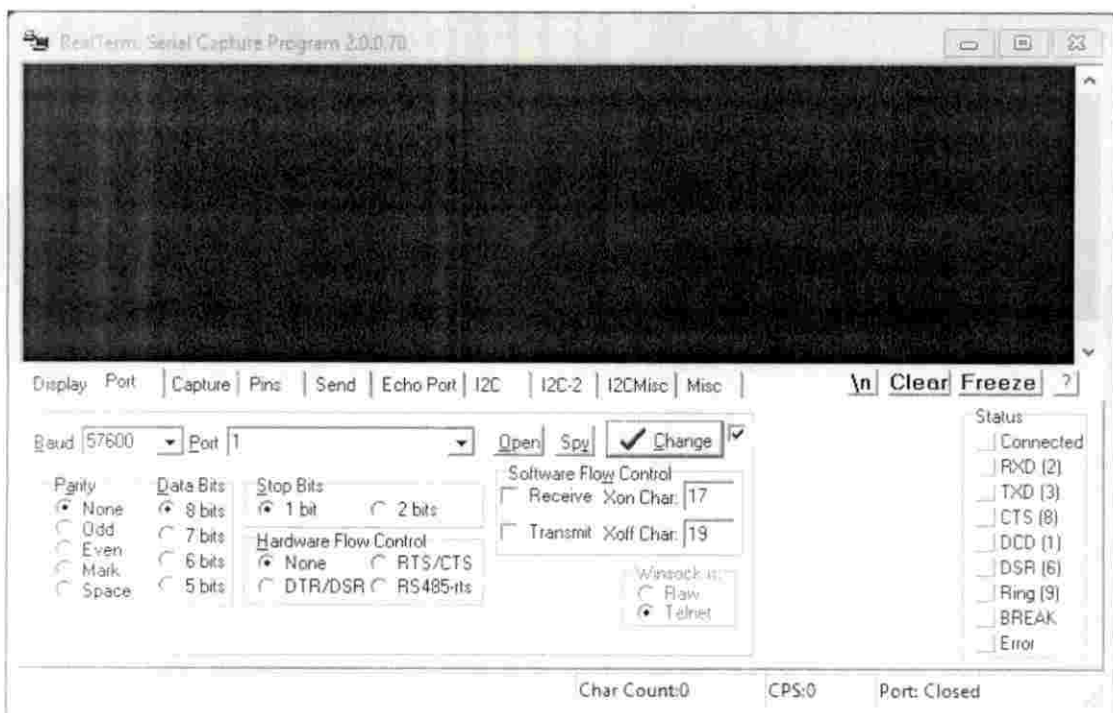 RealTerm: Serial Capture Program 2.0.0.70
Display Port Capture Pins Send Echo Port I2C I2C-2 I2CMisc Misc \n Clear Freeze ?
Baud 57600 Port 1 Open Spy Change
Status
Connected
RXD (2)
TXD (3)
CTS (8)
DCD (1)
DSR (6)
Ring (9)
BREAK
Error
Parity
None
Odd
Even
Mark
Space
Data Bits
8 bits
7 bits
6 bits
5 bits
Stop Bits
1 bit 2 bits
Hardware Flow Control
None RTS/CTS
DTR/DSR RS485-rts
Software Flow Control
Receive Xon Char: 17
Transmit Xoff Char: 19
Winsock is:
Raw
Telnet
Char Count:0 CPS:0 Port: Closed